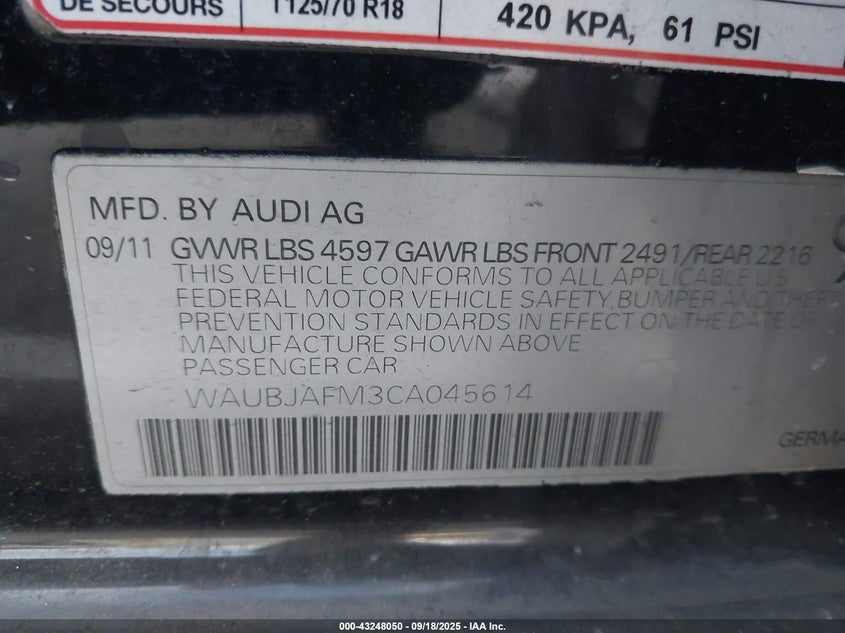 DE SECOURS T125/70 R18 420 KPA, 61 PSI
MFD. BY AUDI AG
09/11 GVWR LBS 4597 GAWR LBS FRONT 2491/REAR 2216
THIS VEHICLE CONFORMS TO ALL APPLICABLE U.S.
FEDERAL MOTOR VEHICLE SAFETY, BUMPER AND THEFT
PREVENTION STANDARDS IN EFFECT ON THE DATE OF
MANUFACTURE SHOWN ABOVE
PASSENGER CAR
WAUBJAFM3CA045614
GERMA
000-43248050 - 09/18/2025 - IAA Inc.